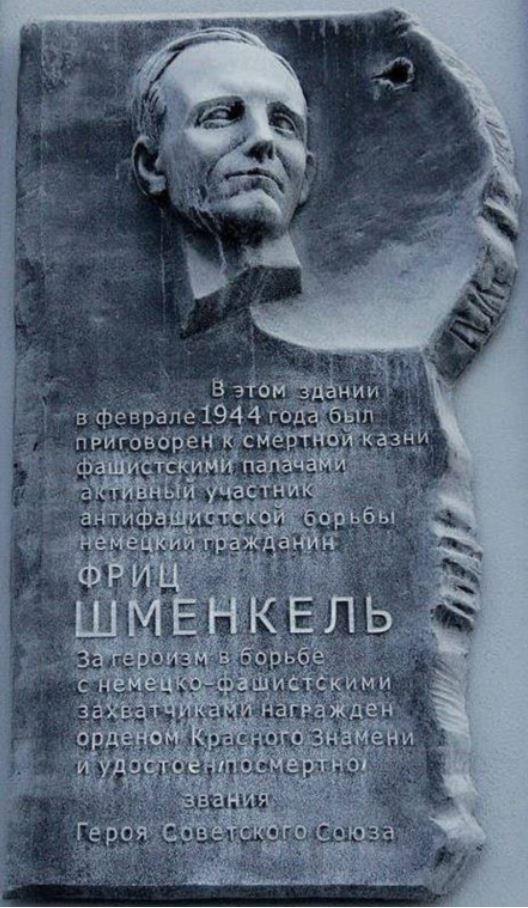 В этом здании
в феврале 1944 года был
приговорен к смертной казни
фашистскими палачами
активный участник
антифашистской борьбы
немецкий гражданин
ФРИЦ
ШМЕНКЕЛЬ
За героизм в борьбе
с немецко-фашистскими
захватчиками награжден
орденом Красного Знамени
и удостоен/посмертно/
звания
Героя Советского Союза